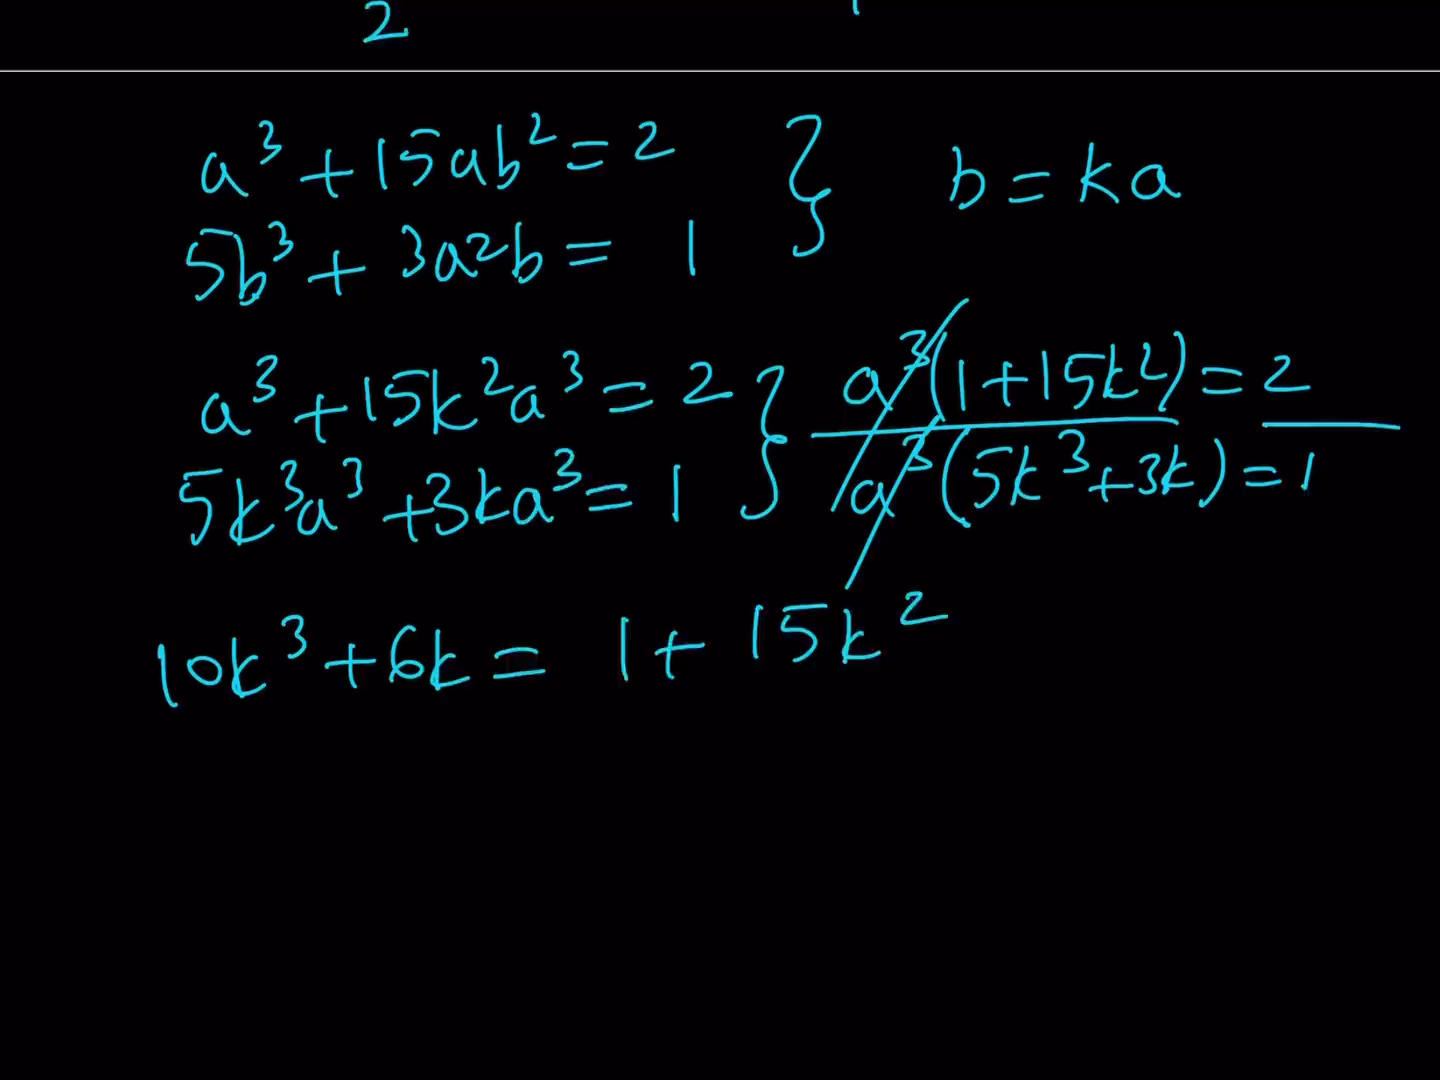 2
a³ + 15ab² = 2 } b = ka
5b³ + 3a²b = 1
a³ + 15k²a³ = 2 } a³(1 + 15k²) = 2
5k³a³ + 3ka³ = 1 a³(5k³ + 3k) = 1
10k³ + 6k = 1 + 15k²